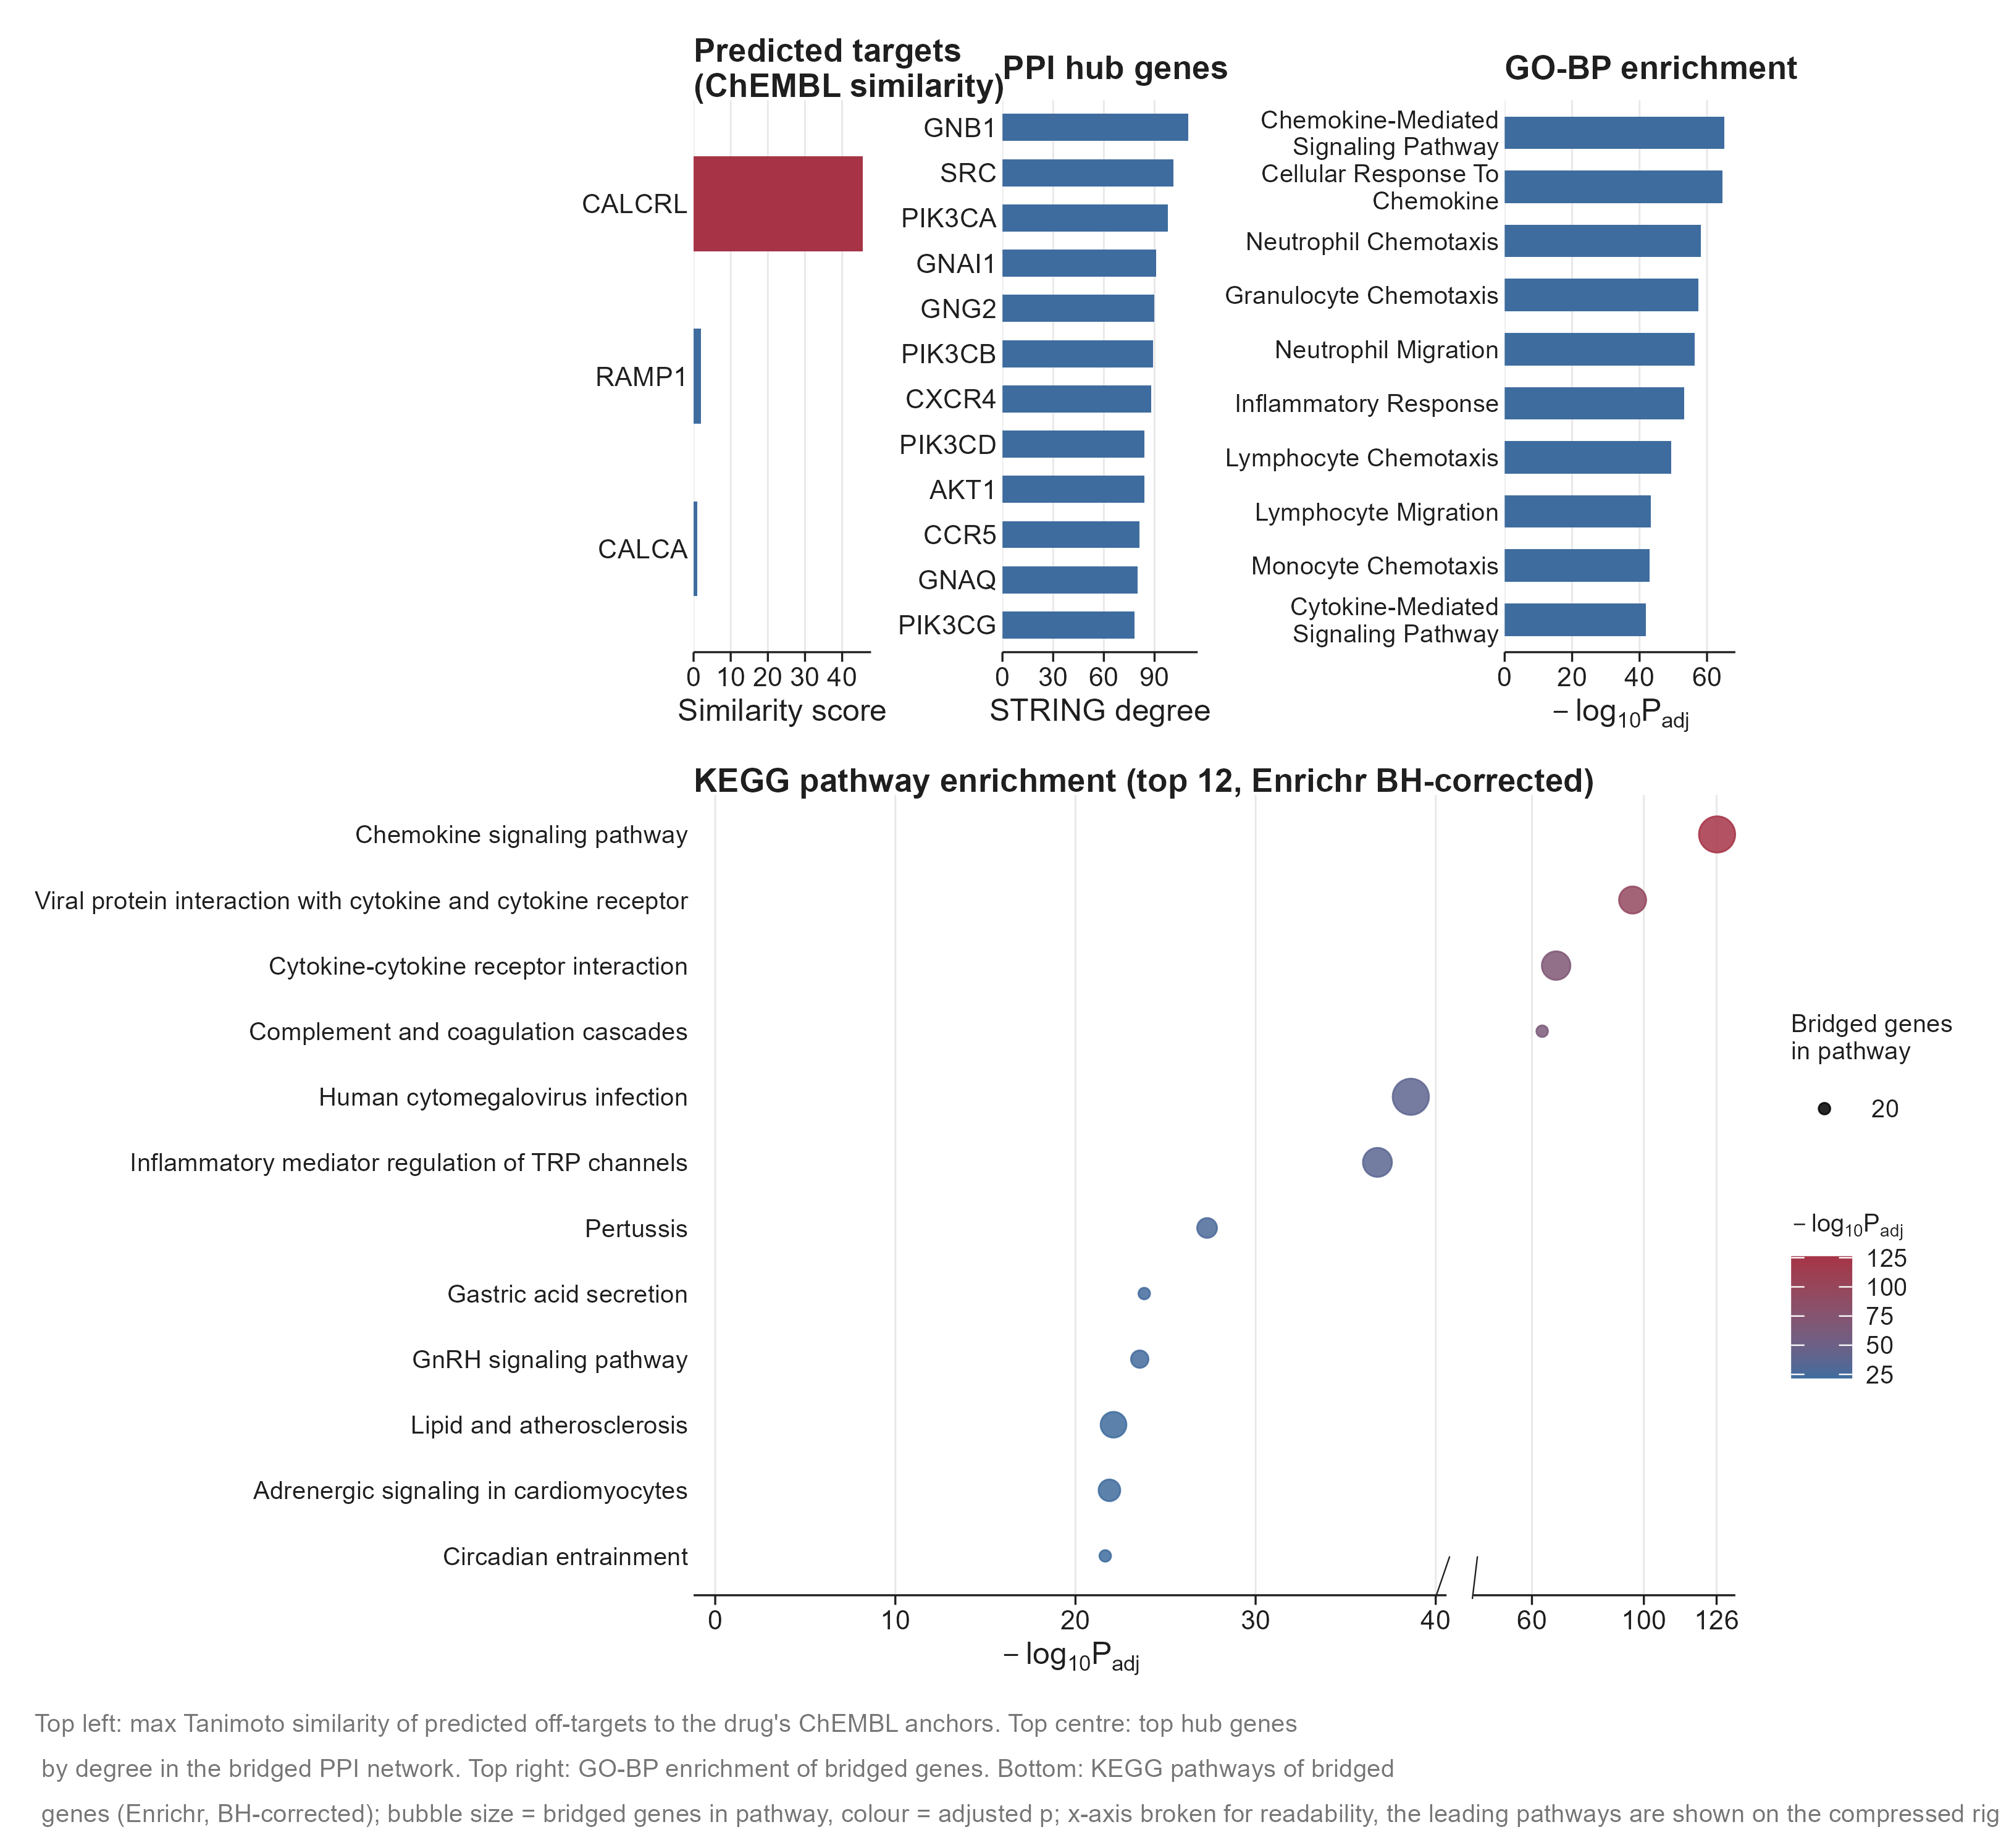 Predicted targets
(ChEMBL similarity)
CALCRL
RAMP1
CALCA
0 10 20 30 40
Similarity score
PPI hub genes
GNB1
SRC
PIK3CA
GNAI1
GNG2
PIK3CB
CXCR4
PIK3CD
AKT1
CCR5
GNAQ
PIK3CG
0 30 60 90
STRING degree
GO-BP enrichment
Chemokine-Mediated
Signaling Pathway
Cellular Response To
Chemokine
Neutrophil Chemotaxis
Granulocyte Chemotaxis
Neutrophil Migration
Inflammatory Response
Lymphocyte Chemotaxis
Lymphocyte Migration
Monocyte Chemotaxis
Cytokine-Mediated
Signaling Pathway
0 20 40 60
− log10Padj
KEGG pathway enrichment (top 12, Enrichr BH-corrected)
Chemokine signaling pathway
Viral protein interaction with cytokine and cytokine receptor
Cytokine-cytokine receptor interaction
Complement and coagulation cascades
Human cytomegalovirus infection
Inflammatory mediator regulation of TRP channels
Pertussis
Gastric acid secretion
GnRH signaling pathway
Lipid and atherosclerosis
Adrenergic signaling in cardiomyocytes
Circadian entrainment
0 10 20 30 40 60 100 126
− log10Padj
Bridged genes
in pathway
20
− log10Padj
125
100
75
50
25
Top left: max Tanimoto similarity of predicted off-targets to the drug's ChEMBL anchors. Top centre: top hub genes
by degree in the bridged PPI network. Top right: GO-BP enrichment of bridged genes. Bottom: KEGG pathways of bridged
genes (Enrichr, BH-corrected); bubble size = bridged genes in pathway, colour = adjusted p; x-axis broken for readability, the leading pathways are shown on the compressed rig